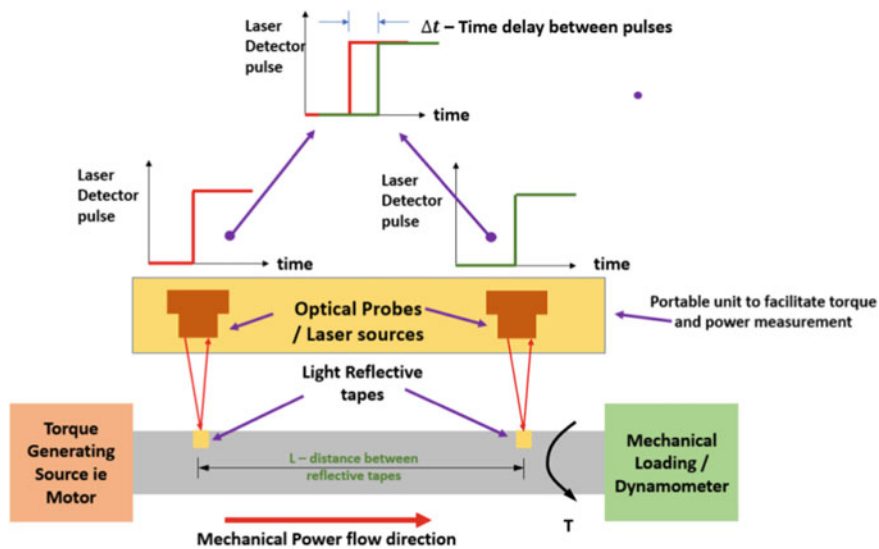 Δt – Time delay between pulses
Laser
Detector
pulse
time
Laser
Detector
pulse
time
Laser
Detector
pulse
time
Optical Probes
/ Laser sources
Portable unit to facilitate torque
and power measurement
Light Reflective
tapes
Torque
Generating
Source ie
Motor
L – distance between
reflective tapes
Mechanical
Loading /
Dynamometer
T
Mechanical Power flow direction